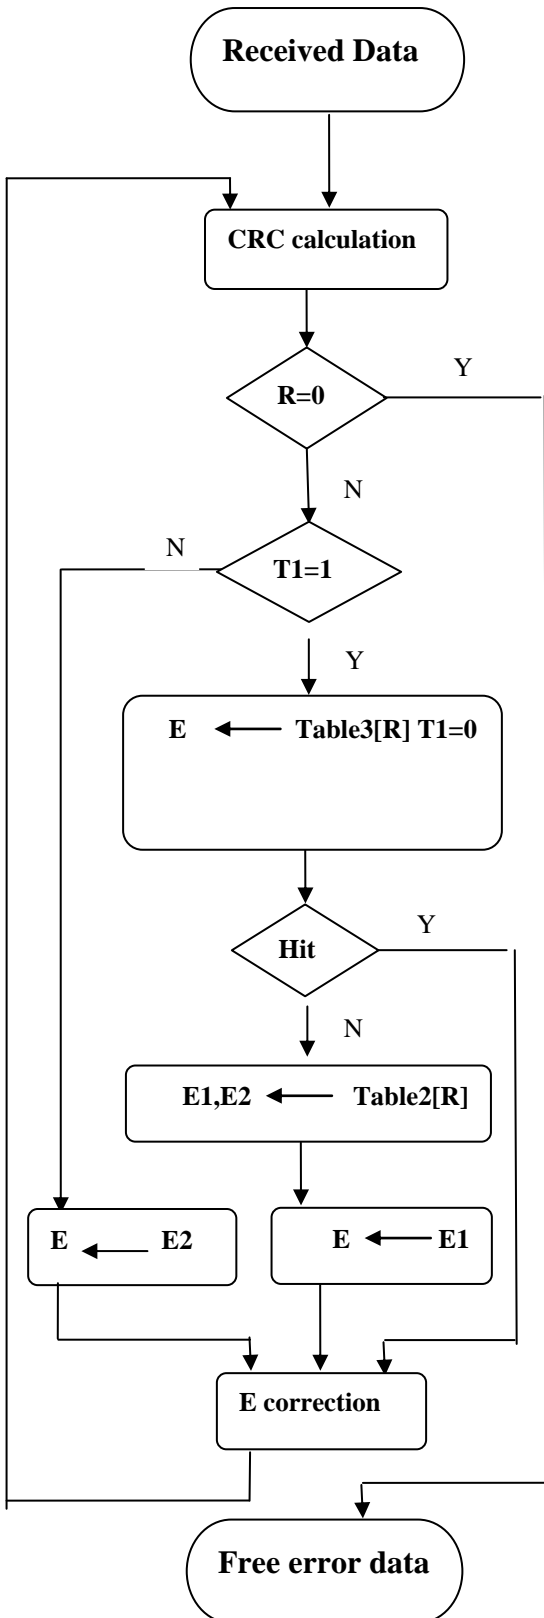 Received Data
CRC calculation
R=0
Y
N
N
T1=1
Y
E Table3[R] T1=0
Hit
Y
N
E1,E2 Table2[R]
E E2
E E1
E correction
Free error data